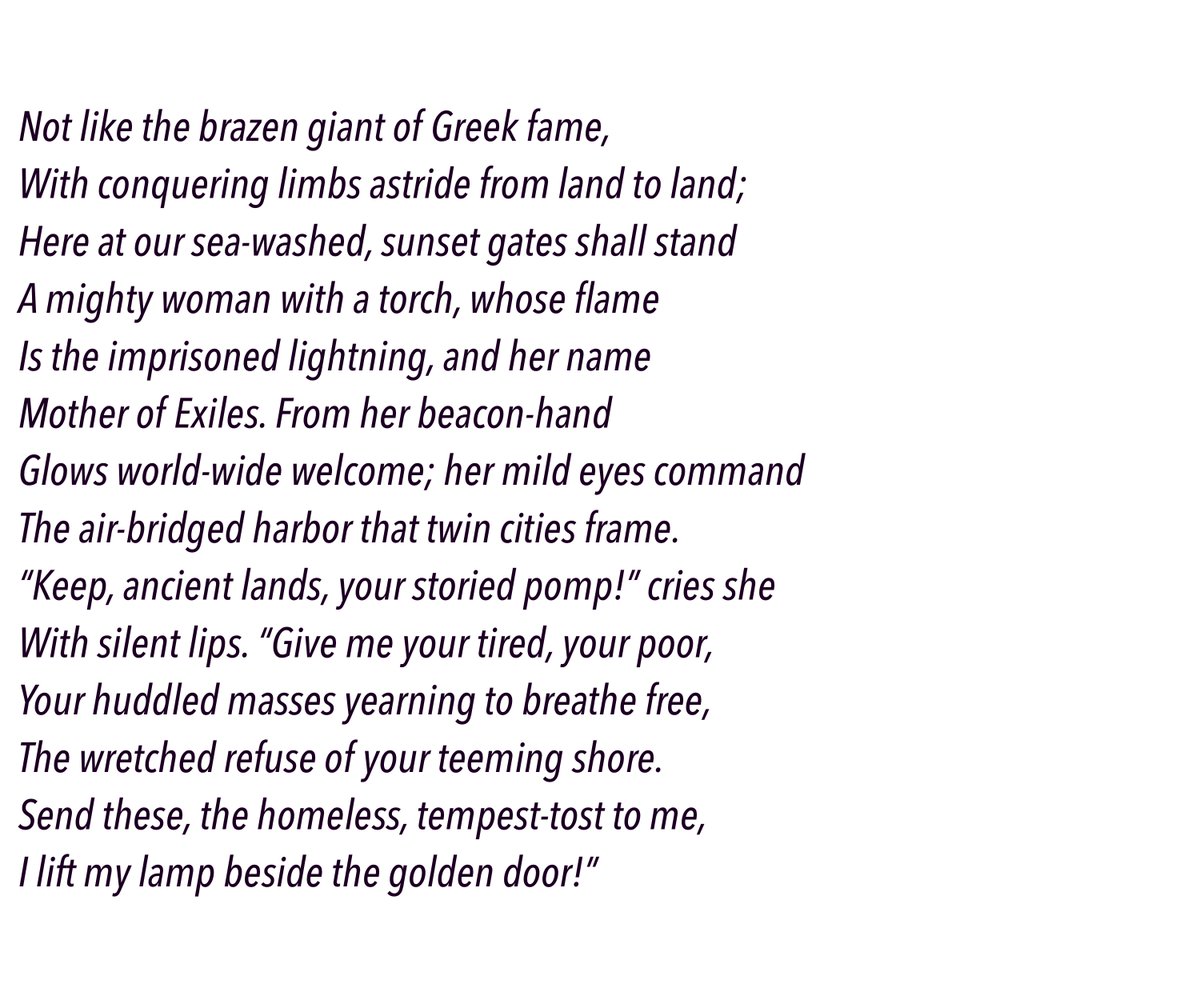 Not like the brazen giant of Greek fame,
With conquering limbs astride from land to land;
Here at our sea-washed, sunset gates shall stand
A mighty woman with a torch, whose flame
Is the imprisoned lightning, and her name
Mother of Exiles. From her beacon-hand
Glows world-wide welcome; her mild eyes command
The air-bridged harbor that twin cities frame.
“Keep, ancient lands, your storied pomp!” cries she
With silent lips. “Give me your tired, your poor,
Your huddled masses yearning to breathe free,
The wretched refuse of your teeming shore.
Send these, the homeless, tempest-tost to me,
I lift my lamp beside the golden door!”